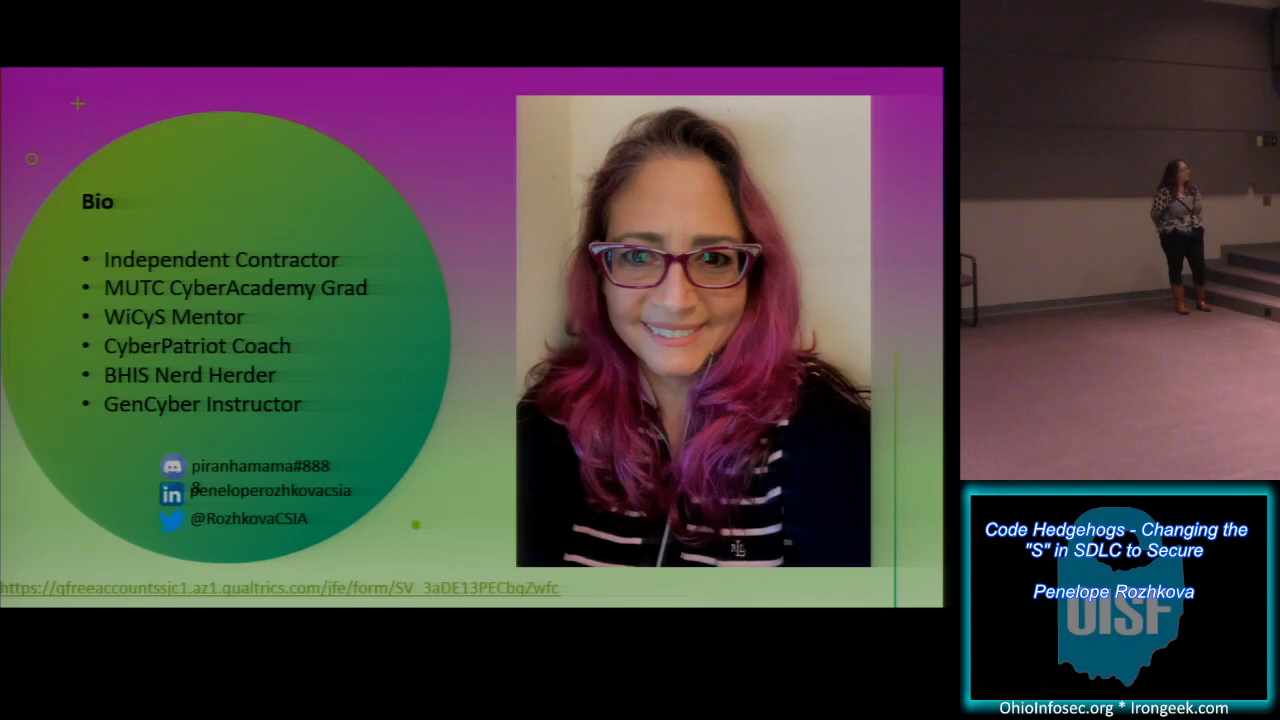 Bio
Independent Contractor
MUTC CyberAcademy Grad
WiCyS Mentor
CyberPatriot Coach
BHIS Nerd Herder
GenCyber Instructor
piranhamama#888
8
in peneloperozhkovacsia
@RozhkovaCSIA
https://qfreeaccountssjc1.az1.qualtrics.com/jfe/form/SV_3aDE13PECbgZwfc
Code Hedgehogs - Changing the
"S" in SDLC to Secure
Penelope Rozhkova
OISF
OhioInfosec.org * Irongeek.com